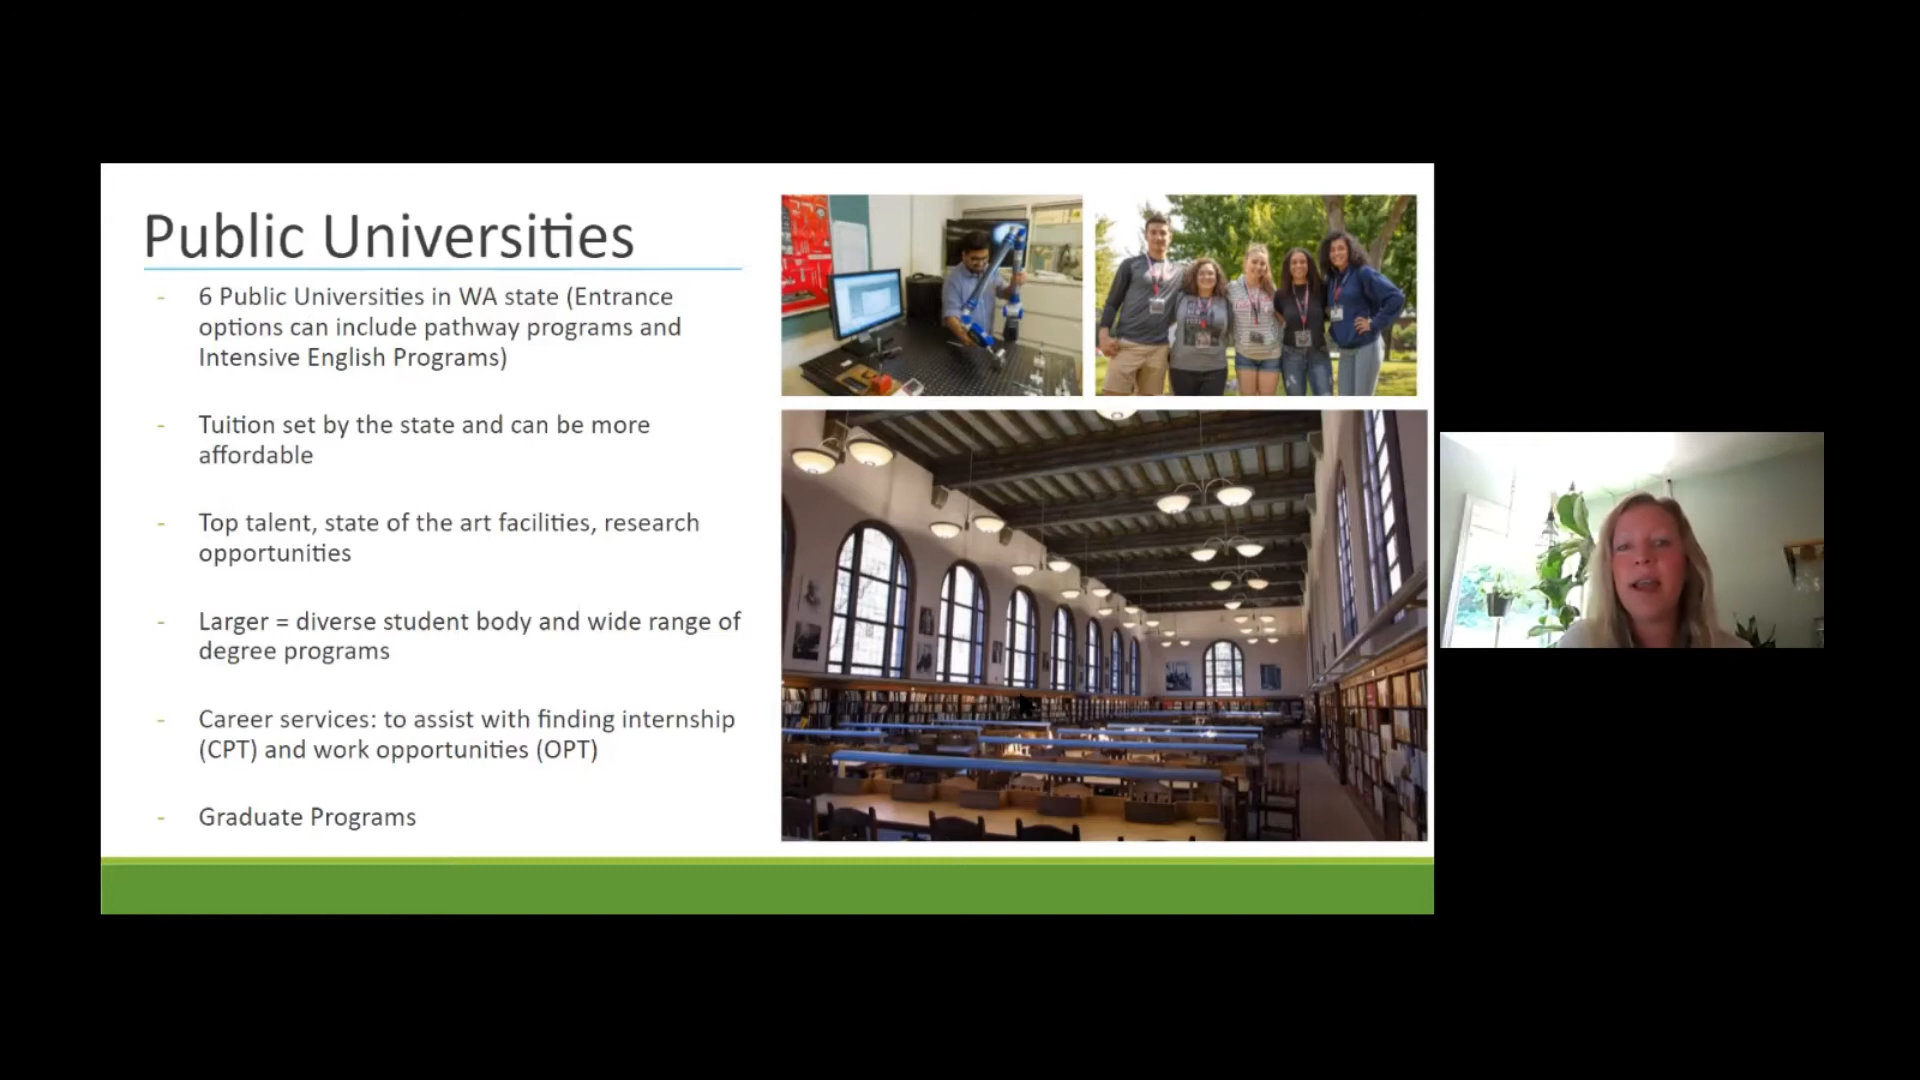 Public Universities
- 6 Public Universities in WA state (Entrance
options can include pathway programs and
Intensive English Programs)
- Tuition set by the state and can be more
affordable
- Top talent, state of the art facilities, research
opportunities
- Larger = diverse student body and wide range of
degree programs
- Career services: to assist with finding internship
(CPT) and work opportunities (OPT)
- Graduate Programs